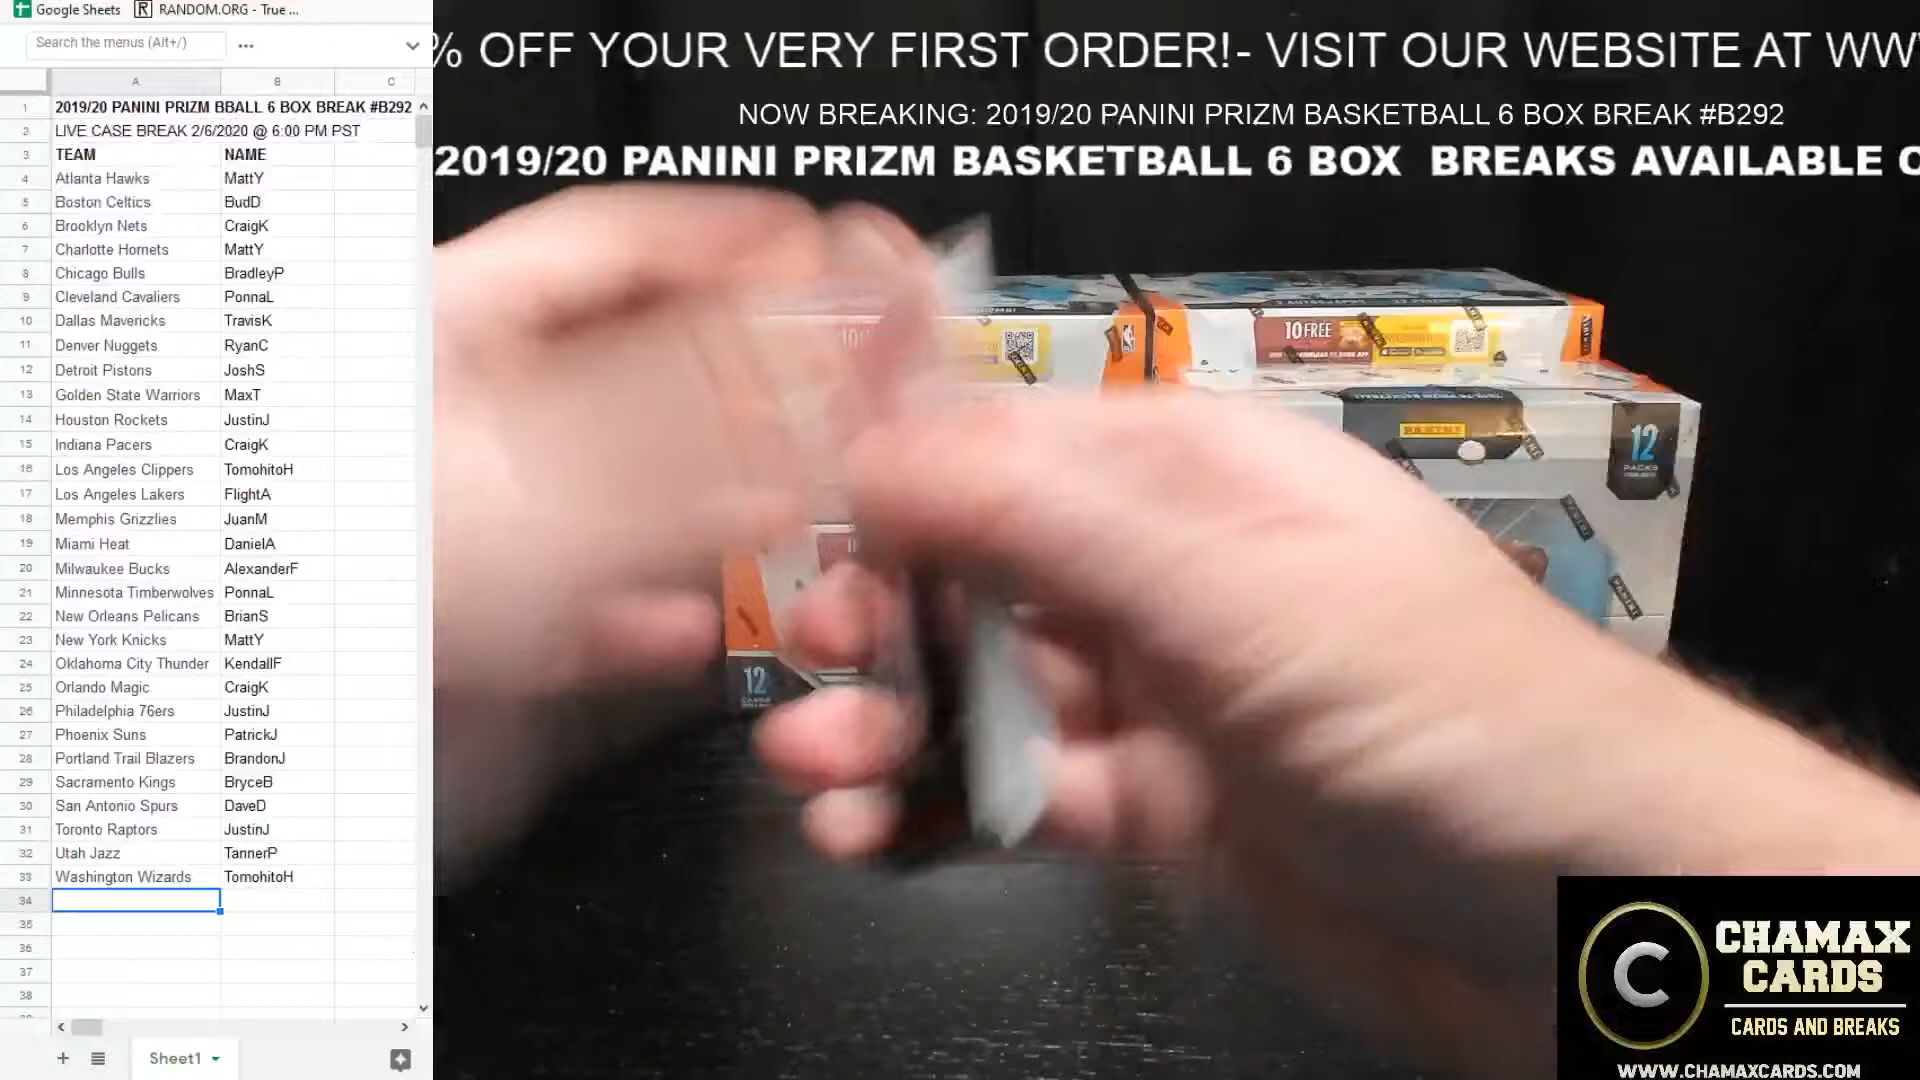 Google Sheets RANDOM.ORG - True ...
Search the menus (Alt+/)
A B C
1 2019/20 PANINI PRIZM BBALL 6 BOX BREAK #B292
2 LIVE CASE BREAK 2/6/2020 @ 6:00 PM PST
3 TEAM NAME
4 Atlanta Hawks MattY
5 Boston Celtics BudD
6 Brooklyn Nets CraigK
7 Charlotte Hornets MattY
8 Chicago Bulls BradleyP
9 Cleveland Cavaliers PonnaL
10 Dallas Mavericks TravisK
11 Denver Nuggets RyanC
12 Detroit Pistons JoshS
13 Golden State Warriors MaxT
14 Houston Rockets JustinJ
15 Indiana Pacers CraigK
16 Los Angeles Clippers TomohitoH
17 Los Angeles Lakers FlightA
18 Memphis Grizzlies JuanM
19 Miami Heat DanielA
20 Milwaukee Bucks AlexanderF
21 Minnesota Timberwolves PonnaL
22 New Orleans Pelicans BrianS
23 New York Knicks MattY
24 Oklahoma City Thunder KendallF
25 Orlando Magic CraigK
26 Philadelphia 76ers JustinJ
27 Phoenix Suns PatrickJ
28 Portland Trail Blazers BrandonJ
29 Sacramento Kings BryceB
30 San Antonio Spurs DaveD
31 Toronto Raptors JustinJ
32 Utah Jazz TannerP
33 Washington Wizards TomohitoH
34
35
36
37
38
Sheet1
% OFF YOUR VERY FIRST ORDER!- VISIT OUR WEBSITE AT WW
NOW BREAKING: 2019/20 PANINI PRIZM BASKETBALL 6 BOX BREAK #B292
2019/20 PANINI PRIZM BASKETBALL 6 BOX BREAKS AVAILABLE
10 FREE
PANINI
12
PACKS
12
C
CHAMAX
CARDS
CARDS AND BREAKS
WWW.CHAMAXCARDS.COM